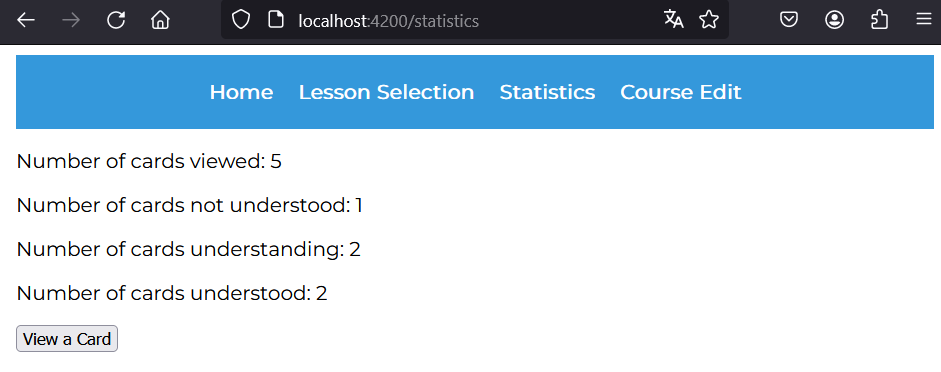 localhost:4200/statistics
Home Lesson Selection Statistics Course Edit
Number of cards viewed: 5
Number of cards not understood: 1
Number of cards understanding: 2
Number of cards understood: 2
View a Card